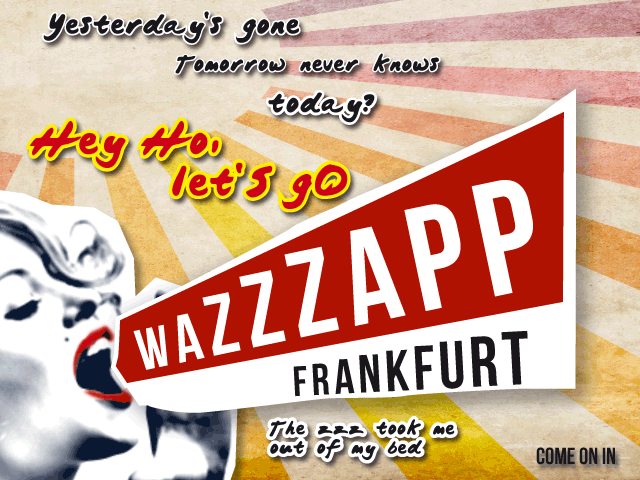 Yesterday's gone
Tomorrow never knows
today?
Hey Ho,
let's go
WAZZZAPP
FRANKFURT
The zzz took me
out of my bed
COME ON IN